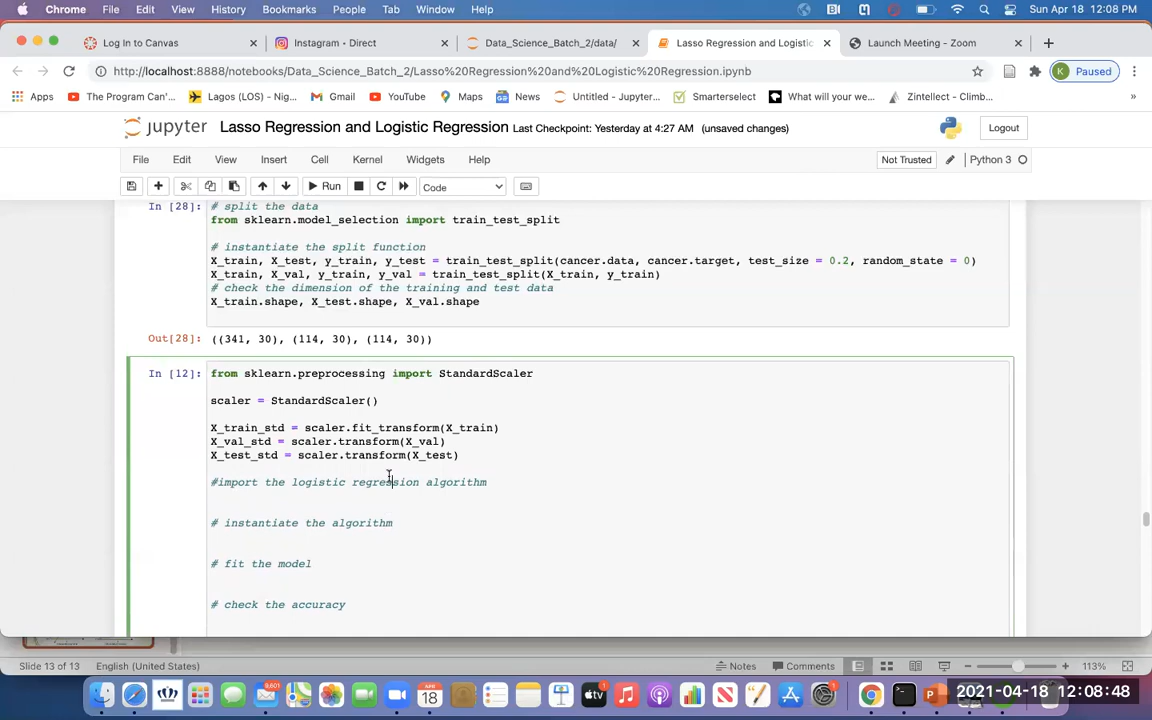 Chrome File Edit View History Bookmarks People Tab Window Help Sun Apr 18 12:08 PM
Log In to Canvas Instagram • Direct Data_Science_Batch_2/data/ Lasso Regression and Logistic Launch Meeting - Zoom
http://localhost:8888/notebooks/Data_Science_Batch_2/Lasso%20Regression%20and%20Logistic%20Regression.ipynb K Paused
Apps The Program Can'... Lagos (LOS) – Nig... Gmail YouTube Maps News Untitled - Jupyter... Smarterselect What will your we... Zintellect - Climb... »
jupyter Lasso Regression and Logistic Regression Last Checkpoint: Yesterday at 4:27 AM (unsaved changes) Logout
File Edit View Insert Cell Kernel Widgets Help Not Trusted Python 3
Run Code
In [28]: # split the data
from sklearn.model_selection import train_test_split
# instantiate the split function
X_train, X_test, y_train, y_test = train_test_split(cancer.data, cancer.target, test_size = 0.2, random_state = 0)
X_train, X_val, y_train, y_val = train_test_split(X_train, y_train)
# check the dimension of the training and test data
X_train.shape, X_test.shape, X_val.shape
Out[28]: ((341, 30), (114, 30), (114, 30))
In [12]: from sklearn.preprocessing import StandardScaler
scaler = StandardScaler()
X_train_std = scaler.fit_transform(X_train)
X_val_std = scaler.transform(X_val)
X_test_std = scaler.transform(X_test)
#import the logistic regression algorithm
# instantiate the algorithm
# fit the model
# check the accuracy
Slide 13 of 13 English (United States) Notes Comments 113%
9,601 APR 18 1 2021-04-18 12:08:48